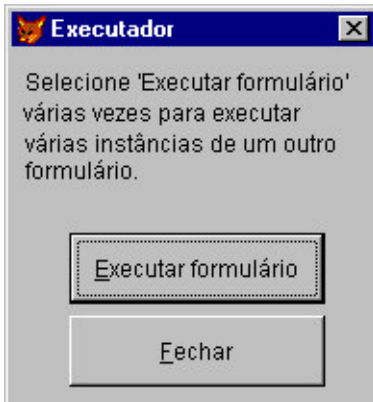 Executador
Selecione 'Executar formulário'
várias vezes para executar
várias instâncias de um outro
formulário.
Executar formulário
Fechar